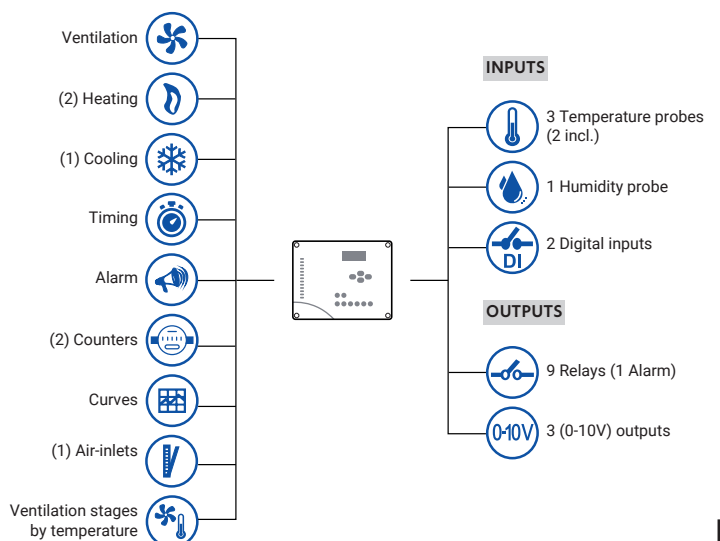 Ventilation
(2) Heating
(1) Cooling
Timing
Alarm
(2) Counters
Curves
(1) Air-inlets
Ventilation stages
by temperature
INPUTS
3 Temperature probes
(2 incl.)
1 Humidity probe
2 Digital inputs
DI
OUTPUTS
9 Relays (1 Alarm)
0-10V
3 (0-10V) outputs